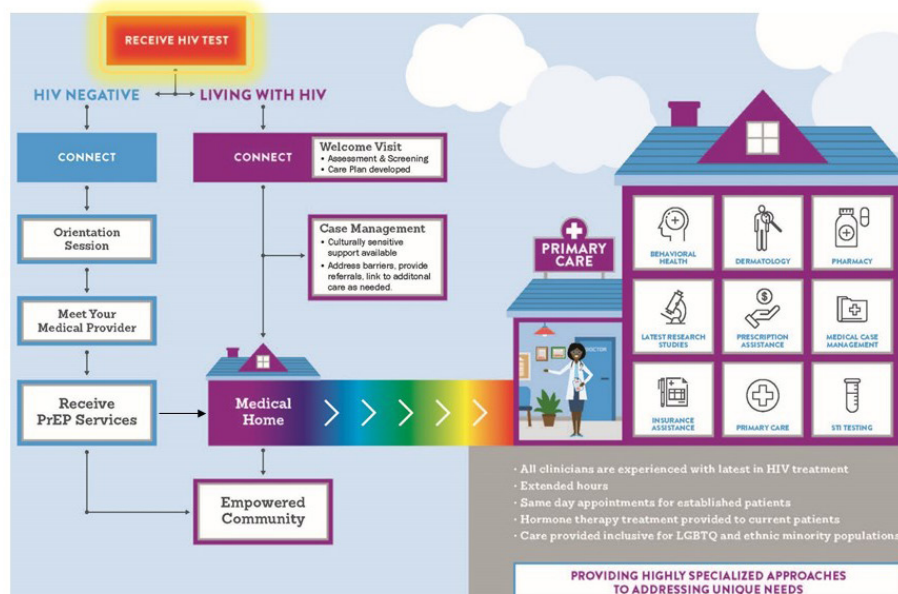 RECEIVE HIV TEST
HIV NEGATIVE
LIVING WITH HIV
CONNECT
CONNECT
Welcome Visit
• Assessment & Screening
• Care Plan developed
Orientation
Session
Case Management
• Culturally sensitive
support available
• Address barriers, provide
referrals, link to additonal
care as needed.
Meet Your
Medical Provider
Receive
PrEP Services
Medical
Home
Empowered
Community
PRIMARY
CARE
DOCTOR
BEHAVIORAL
HEALTH
DERMATOLOGY
PHARMACY
LATEST RESEARCH
STUDIES
PRESCRIPTION
ASSISTANCE
MEDICAL CASE
MANAGEMENT
INSURANCE
ASSISTANCE
PRIMARY CARE
STI TESTING
· All clinicians are experienced with latest in HIV treatment
· Extended hours
· Same day appointments for established patients
· Hormone therapy treatment provided to current patients
· Care provided inclusive for LGBTQ and ethnic minority populations
PROVIDING HIGHLY SPECIALIZED APPROACHES
TO ADDRESSING UNIQUE NEEDS